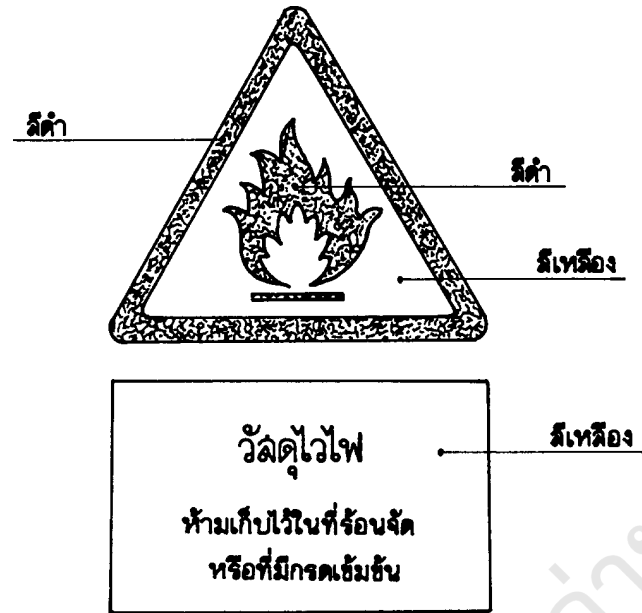 สีดำ
สีดำ
สีเหลือง
วัสดุไวไฟ
สีเหลือง
ห้ามเก็บไว้ในที่ร้อนจัด
หรือที่มีกรดเข้มข้น